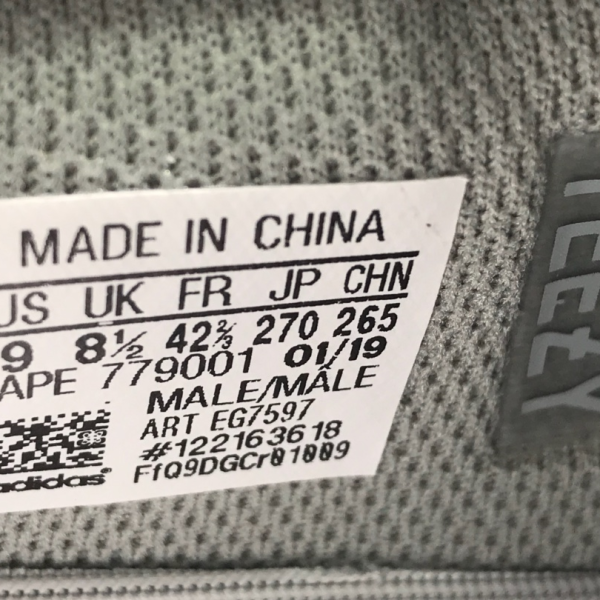 MADE IN CHINA
US UK FR JP CHN
9 8½ 42⅔ 270 265
APE 779001 01/19
MALE/MÂLE
ART EG7597
#122163618
FfQ9DGCr01009
adidas
YEEZY